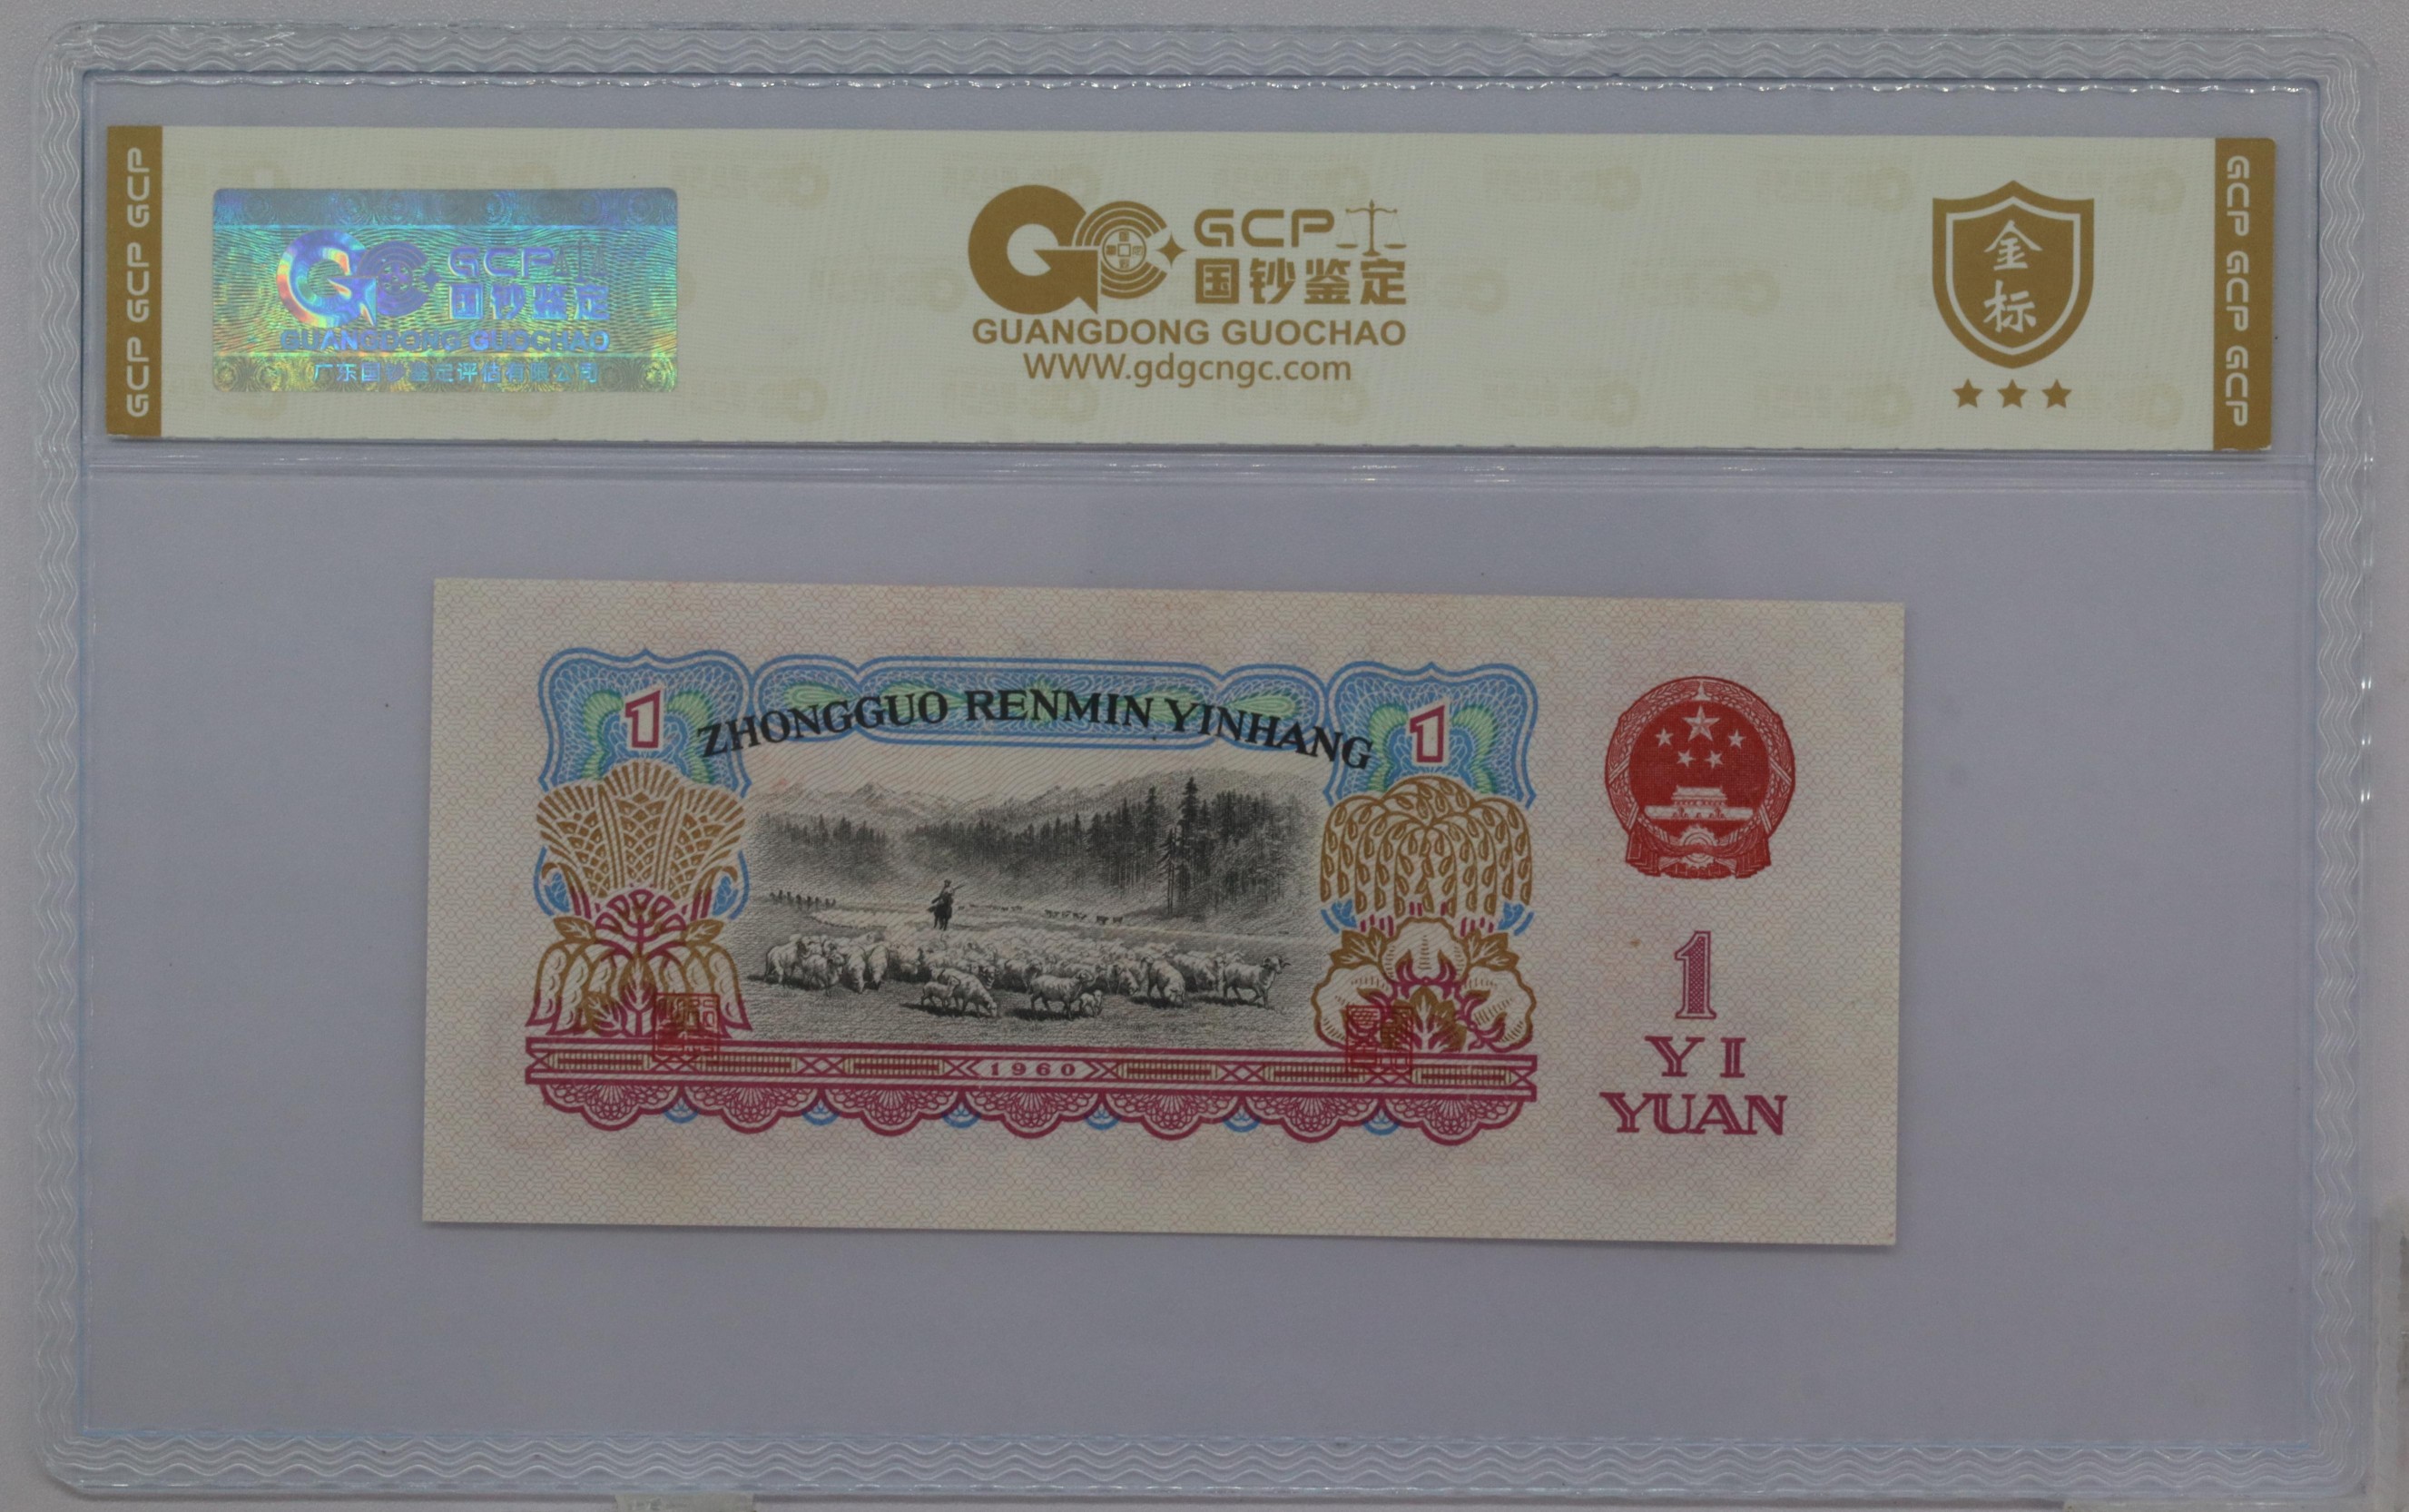 GCP GCP GCP
GCP
国钞鉴定
GUANGDONG GUOCHAO
广东国钞鉴定评估有限公司
GCP
国钞鉴定
GUANGDONG GUOCHAO
WWW.gdgcngc.com
金
标
GCP GCP GCP
1
ZHONGGUO RENMIN YINHANG
1
1960
1
YI
YUAN